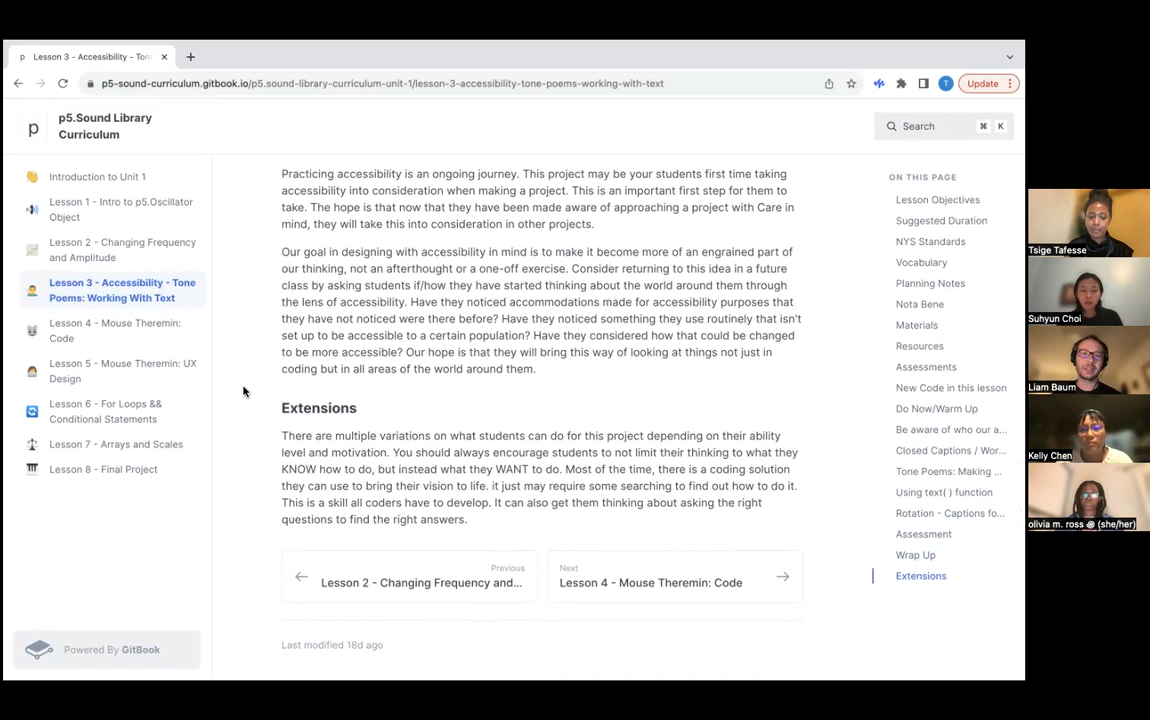 p Lesson 3 - Accessibility - Ton
p5-sound-curriculum.gitbook.io/p5.sound-library-curriculum-unit-1/lesson-3-accessibility-tone-poems-working-with-text
T
Update
p
p5.Sound Library
Curriculum
Search
⌘ K
Introduction to Unit 1
Lesson 1 - Intro to p5.Oscillator
Object
Lesson 2 - Changing Frequency
and Amplitude
Lesson 3 - Accessibility - Tone
Poems: Working With Text
Lesson 4 - Mouse Theremin:
Code
Lesson 5 - Mouse Theremin: UX
Design
Lesson 6 - For Loops &&
Conditional Statements
Lesson 7 - Arrays and Scales
Lesson 8 - Final Project
Powered By GitBook
Practicing accessibility is an ongoing journey. This project may be your students first time taking
accessibility into consideration when making a project. This is an important first step for them to
take. The hope is that now that they have been made aware of approaching a project with Care in
mind, they will take this into consideration in other projects.
Our goal in designing with accessibility in mind is to make it become more of an engrained part of
our thinking, not an afterthought or a one-off exercise. Consider returning to this idea in a future
class by asking students if/how they have started thinking about the world around them through
the lens of accessibility. Have they noticed accommodations made for accessibility purposes that
they have not noticed were there before? Have they noticed something they use routinely that isn't
set up to be accessible to a certain population? Have they considered how that could be changed
to be more accessible? Our hope is that they will bring this way of looking at things not just in
coding but in all areas of the world around them.
Extensions
There are multiple variations on what students can do for this project depending on their ability
level and motivation. You should always encourage students to not limit their thinking to what they
KNOW how to do, but instead what they WANT to do. Most of the time, there is a coding solution
they can use to bring their vision to life. it just may require some searching to find out how to do it.
This is a skill all coders have to develop. It can also get them thinking about asking the right
questions to find the right answers.
Previous
Lesson 2 - Changing Frequency and...
Next
Lesson 4 - Mouse Theremin: Code
Last modified 18d ago
ON THIS PAGE
Lesson Objectives
Suggested Duration
NYS Standards
Vocabulary
Planning Notes
Nota Bene
Materials
Resources
Assessments
New Code in this lesson
Do Now/Warm Up
Be aware of who our a...
Closed Captions / Wor...
Tone Poems: Making ...
Using text( ) function
Rotation - Captions fo...
Assessment
Wrap Up
Extensions
Tsige Tafesse
Suhyun Choi
Liam Baum
Kelly Chen
olivia m. ross @ (she/her)